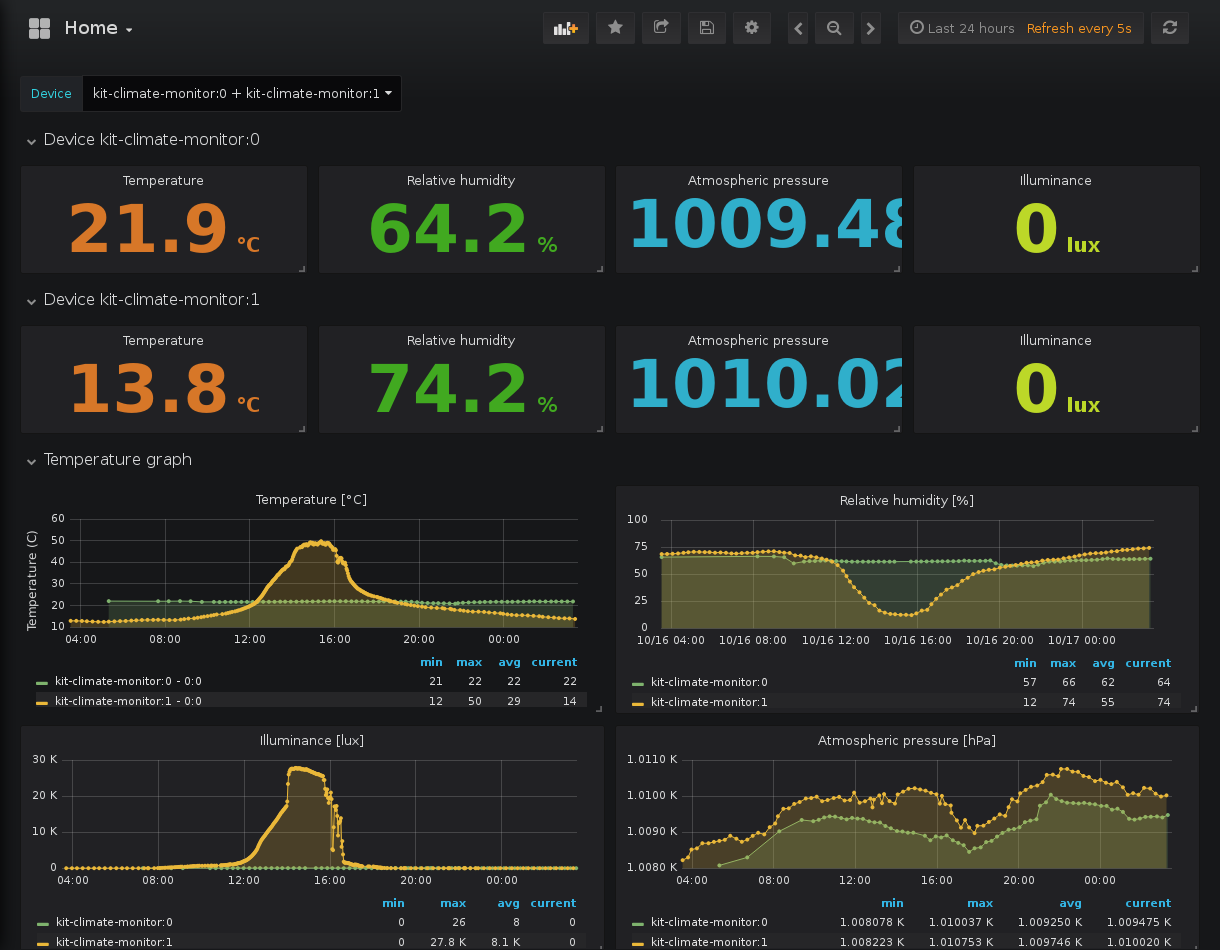 Home
Last 24 hours Refresh every 5s
Device kit-climate-monitor:0 + kit-climate-monitor:1
Device kit-climate-monitor:0
Temperature Relative humidity Atmospheric pressure Illuminance
21.9 °C 64.2 % 1009.48 0 lux
Device kit-climate-monitor:1
Temperature Relative humidity Atmospheric pressure Illuminance
13.8 °C 74.2 % 1010.02 0 lux
Temperature graph
Temperature [°C]
Temperature (C)
60
50
40
30
20
10
04:00 08:00 12:00 16:00 20:00 00:00
min max avg current
kit-climate-monitor:0 - 0:0 21 22 22 22
kit-climate-monitor:1 - 0:0 12 50 29 14
Relative humidity [%]
100
75
50
25
0
10/16 04:00 10/16 08:00 10/16 12:00 10/16 16:00 10/16 20:00 10/17 00:00
min max avg current
kit-climate-monitor:0 57 66 62 64
kit-climate-monitor:1 12 74 55 74
Illuminance [lux]
30 K
20 K
10 K
0
04:00 08:00 12:00 16:00 20:00 00:00
min max avg current
kit-climate-monitor:0 0 26 8 0
kit-climate-monitor:1 0 27.8 K 8.1 K 0
Atmospheric pressure [hPa]
1.0110 K
1.0100 K
1.0090 K
1.0080 K
04:00 08:00 12:00 16:00 20:00 00:00
min max avg current
kit-climate-monitor:0 1.008078 K 1.010037 K 1.009250 K 1.009475 K
kit-climate-monitor:1 1.008223 K 1.010753 K 1.009746 K 1.010020 K